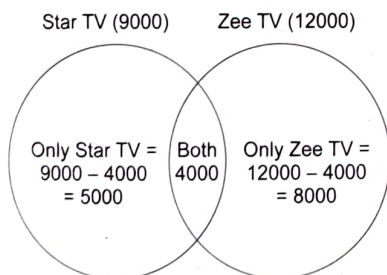 Star TV (9000)
Zee TV (12000)
Only Star TV =
9000 – 4000
= 5000
Both
4000
Only Zee TV =
12000 – 4000
= 8000